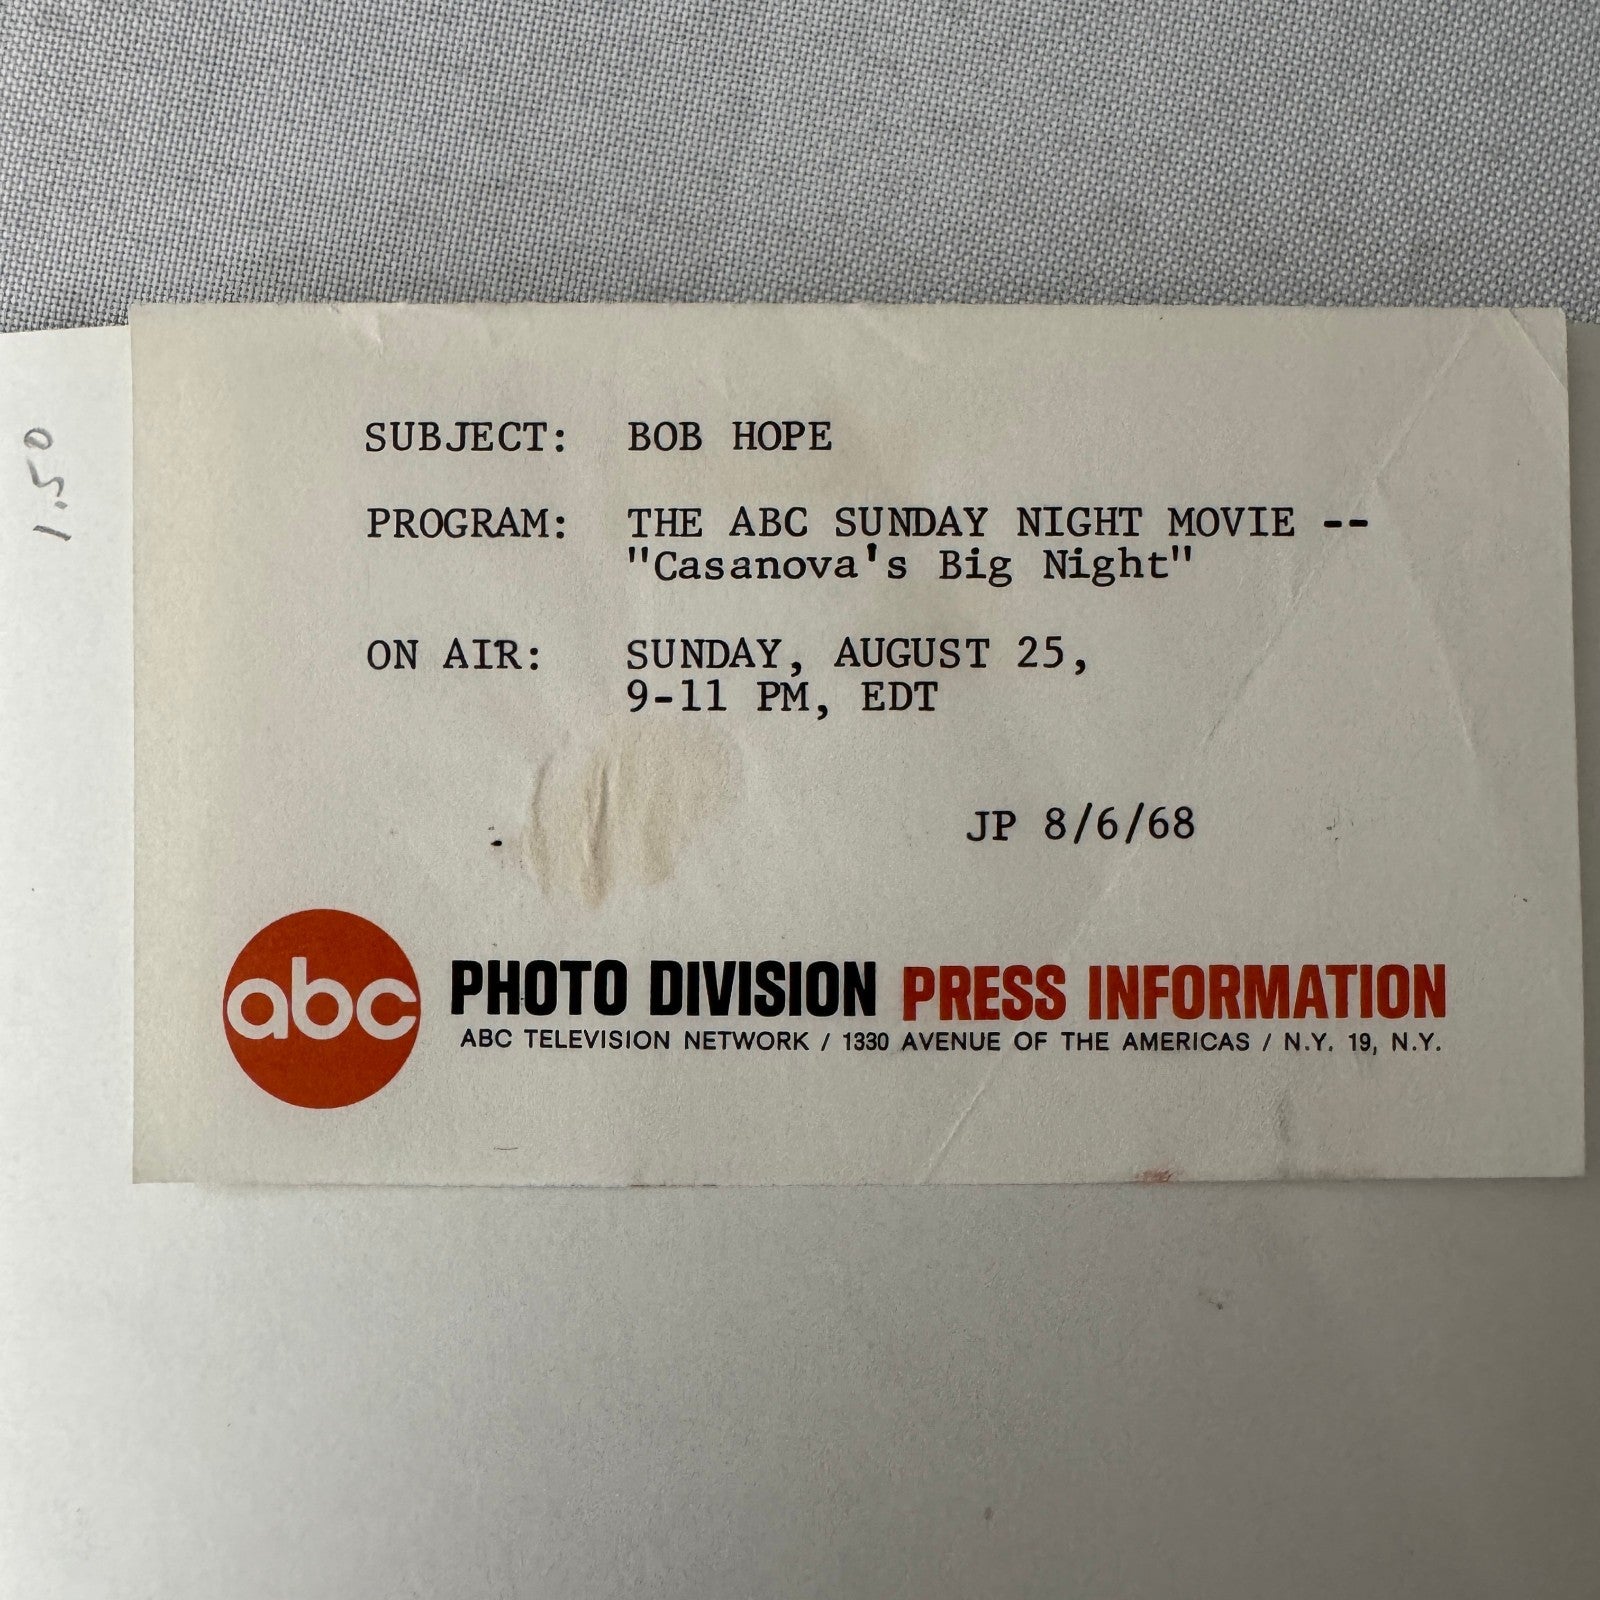 1.50
SUBJECT: BOB HOPE
PROGRAM: THE ABC SUNDAY NIGHT MOVIE --
"Casanova's Big Night"
ON AIR: SUNDAY, AUGUST 25,
9-11 PM, EDT
JP 8/6/68
abc PHOTO DIVISION PRESS INFORMATION
ABC TELEVISION NETWORK / 1330 AVENUE OF THE AMERICAS / N.Y. 19, N.Y.